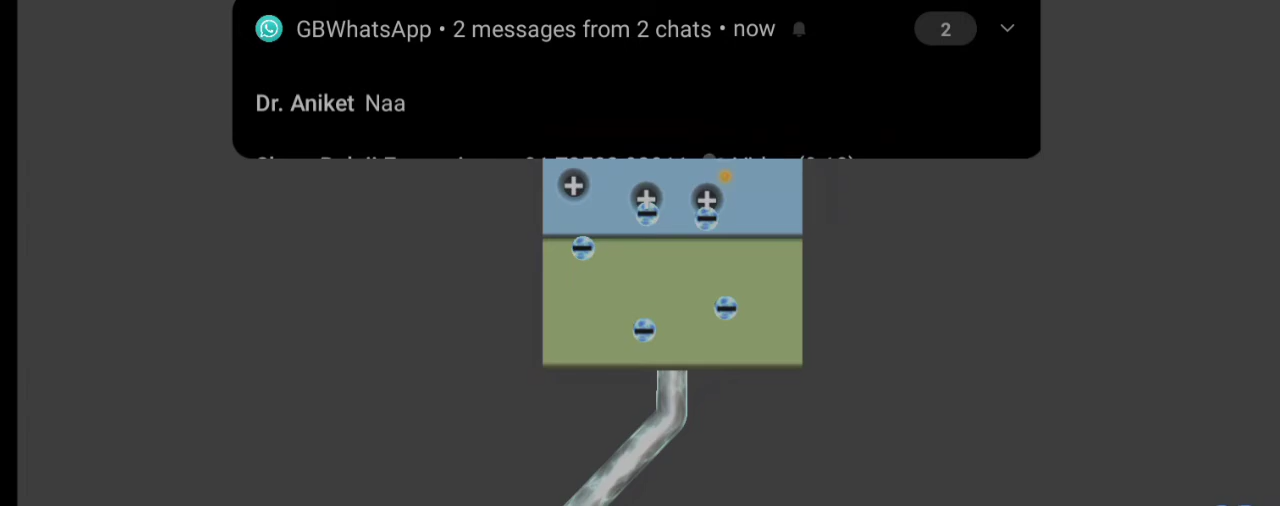 GBWhatsApp • 2 messages from 2 chats • now
2
Dr. Aniket Naa